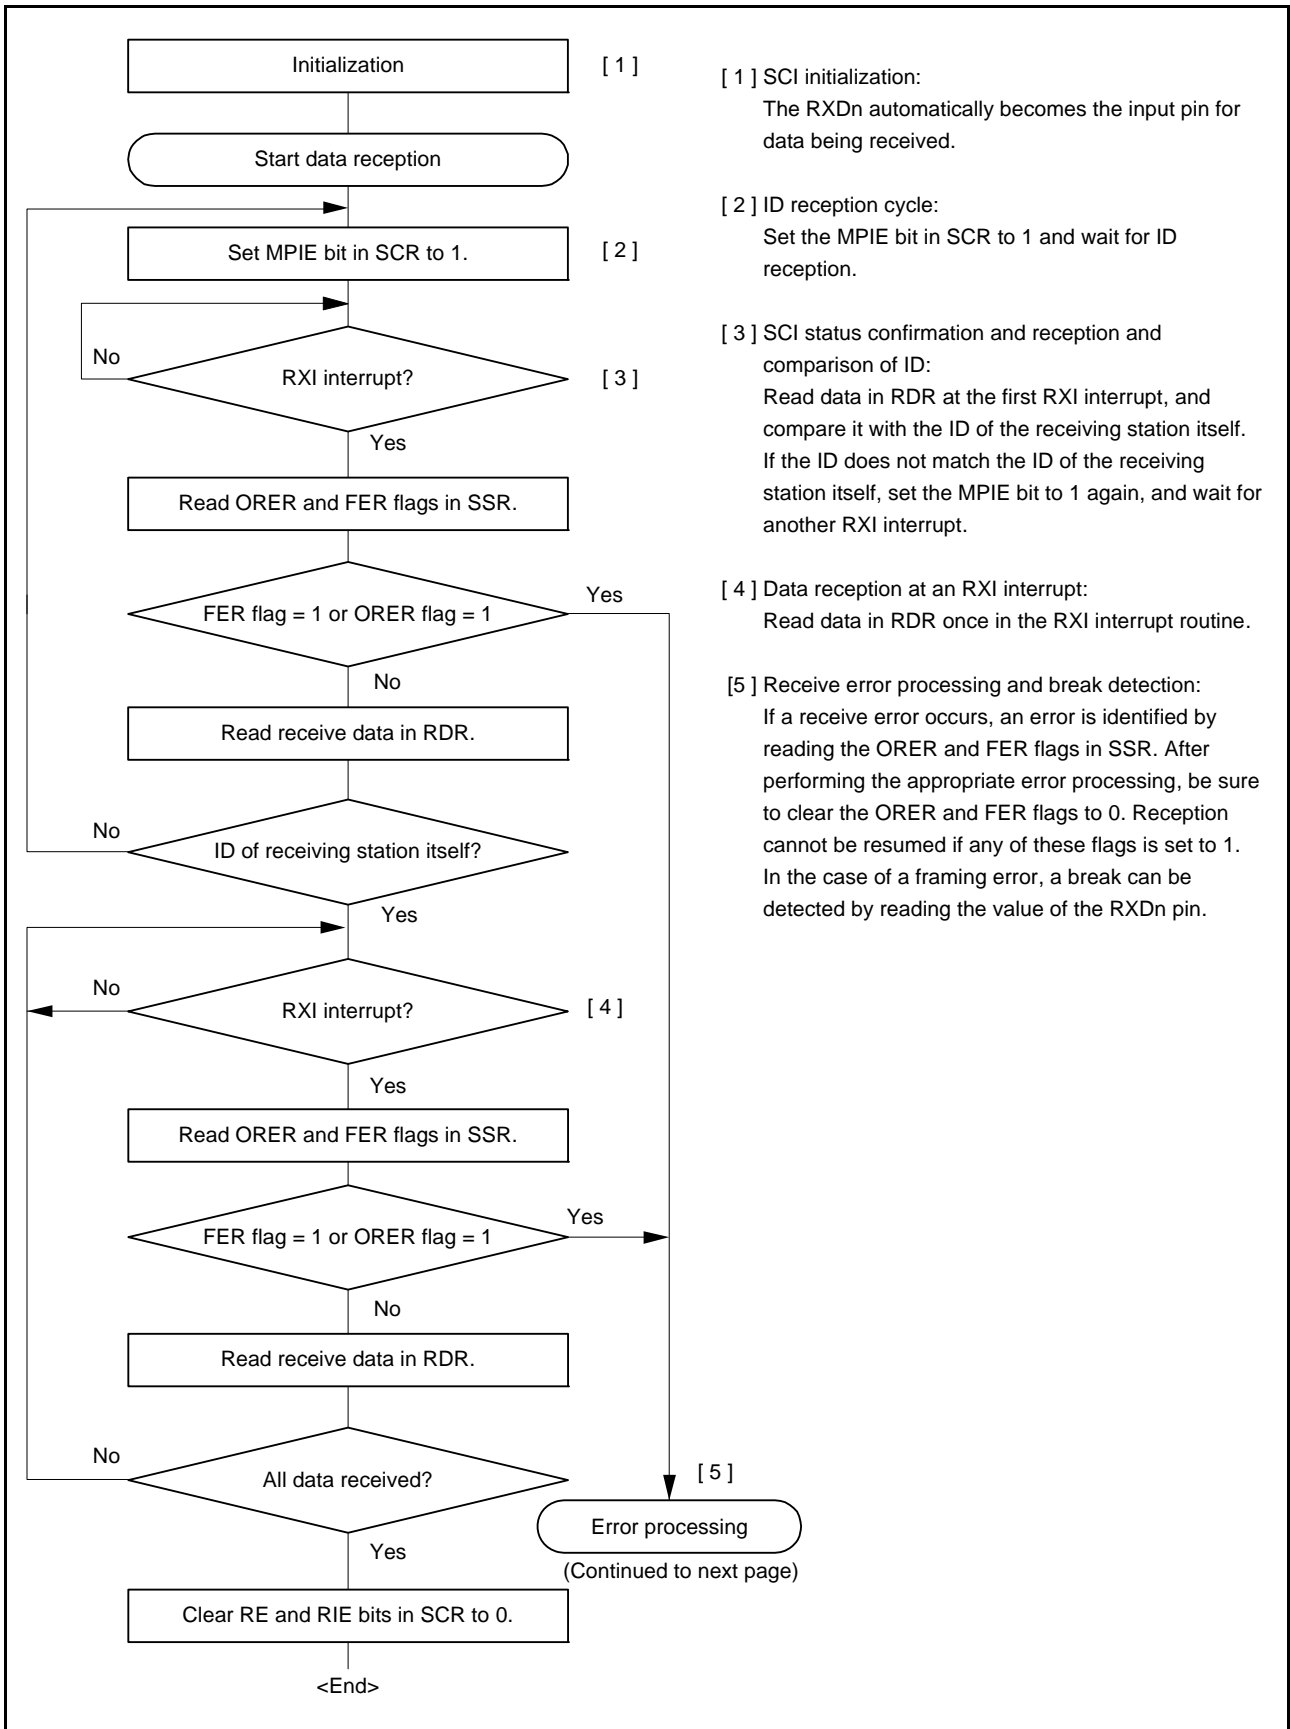 Initialization
[ 1 ]
Start data reception
Set MPIE bit in SCR to 1.
[ 2 ]
No
RXI interrupt?
[ 3 ]
Yes
Read ORER and FER flags in SSR.
FER flag = 1 or ORER flag = 1
Yes
No
Read receive data in RDR.
No
ID of receiving station itself?
Yes
No
RXI interrupt?
[ 4 ]
Yes
Read ORER and FER flags in SSR.
FER flag = 1 or ORER flag = 1
Yes
No
Read receive data in RDR.
No
All data received?
[ 5 ]
Error processing
(Continued to next page)
Yes
Clear RE and RIE bits in SCR to 0.
<End>
[ 1 ] SCI initialization:
The RXDn automatically becomes the input pin for
data being received.
[ 2 ] ID reception cycle:
Set the MPIE bit in SCR to 1 and wait for ID
reception.
[ 3 ] SCI status confirmation and reception and
comparison of ID:
Read data in RDR at the first RXI interrupt, and
compare it with the ID of the receiving station itself.
If the ID does not match the ID of the receiving
station itself, set the MPIE bit to 1 again, and wait for
another RXI interrupt.
[ 4 ] Data reception at an RXI interrupt:
Read data in RDR once in the RXI interrupt routine.
[5 ] Receive error processing and break detection:
If a receive error occurs, an error is identified by
reading the ORER and FER flags in SSR. After
performing the appropriate error processing, be sure
to clear the ORER and FER flags to 0. Reception
cannot be resumed if any of these flags is set to 1.
In the case of a framing error, a break can be
detected by reading the value of the RXDn pin.